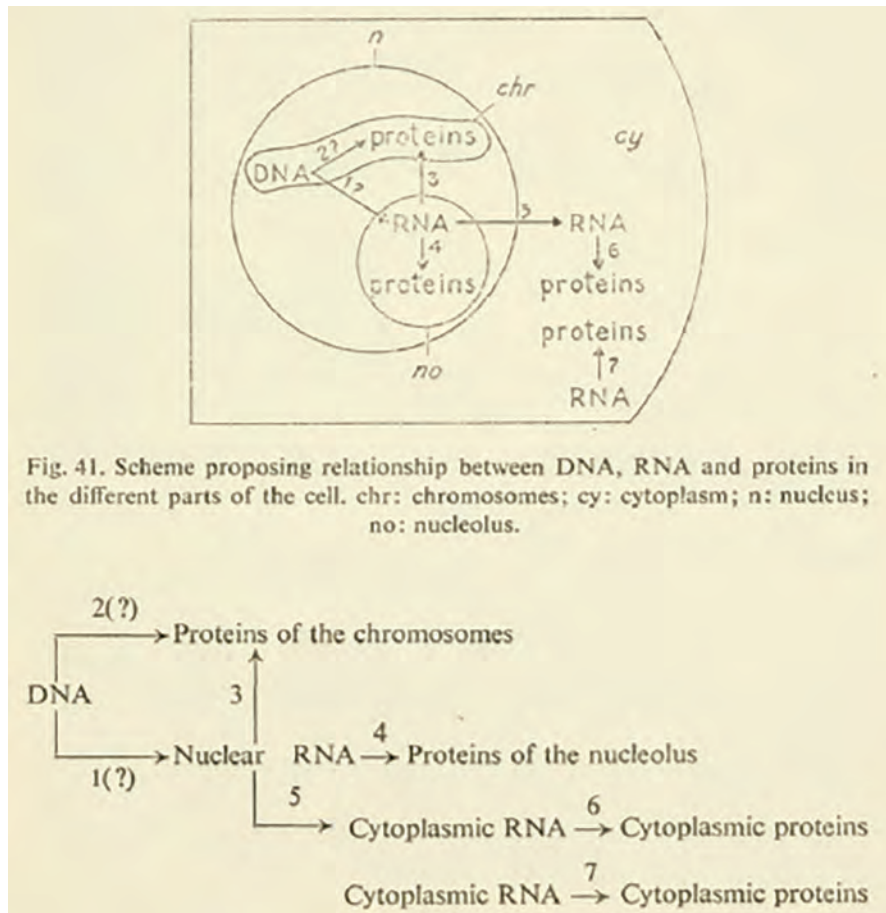 n
chr
proteins
cy
2?
DNA
1?
3
RNA
5
RNA
4
6
proteins
proteins
proteins
no
7
RNA
Fig. 41. Scheme proposing relationship between DNA, RNA and proteins in
the different parts of the cell. chr: chromosomes; cy: cytoplasm; n: nucleus;
no: nucleolus.
2(?)
Proteins of the chromosomes
DNA
3
4
Nuclear RNA
Proteins of the nucleolus
1(?)
5
6
Cytoplasmic RNA
Cytoplasmic proteins
7
Cytoplasmic RNA
Cytoplasmic proteins